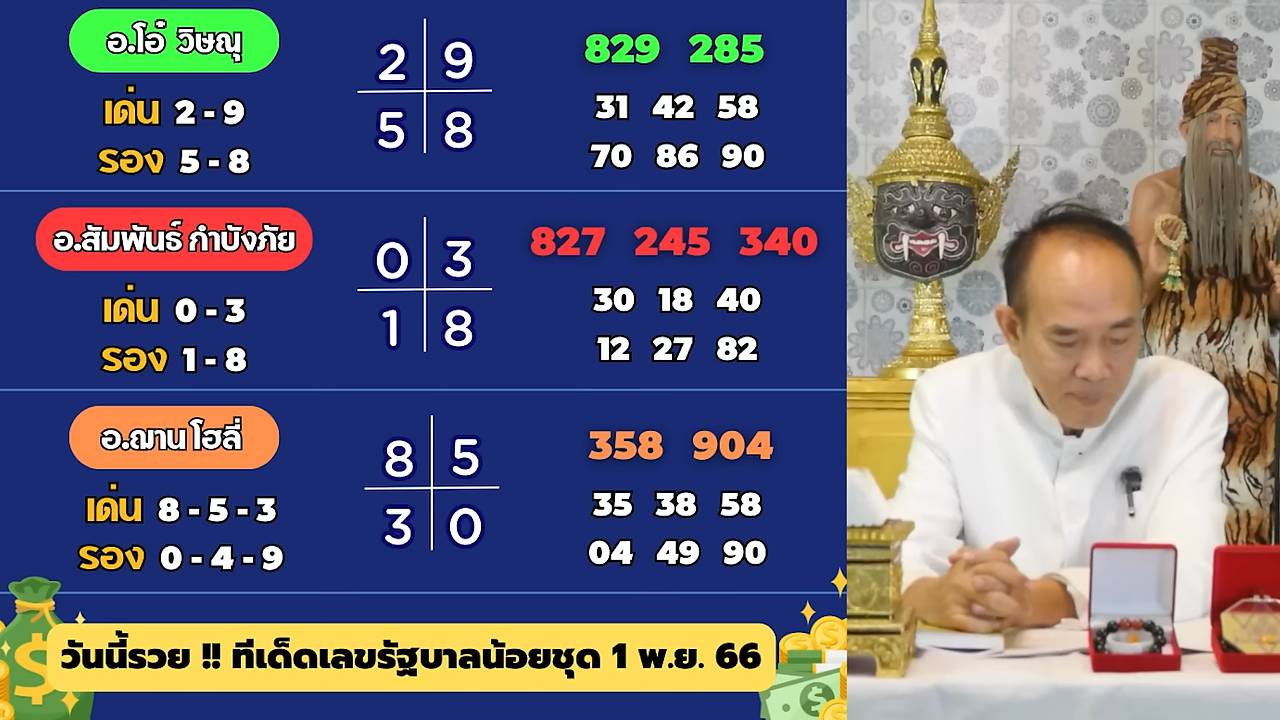 อ.โอ๋ วิษณุ
เด่น 2 - 9
รอง 5 - 8
2 9
5 8
829 285
31 42 58
70 86 90
อ.สัมพันธ์ กำบังภัย
เด่น 0 - 3
รอง 1 - 8
0 3
1 8
827 245 340
30 18 40
12 27 82
อ.ฌาน โฮลี่
เด่น 8 - 5 - 3
รอง 0 - 4 - 9
8 5
3 0
358 904
35 38 58
04 49 90
วันนี้รวย !! ทีเด็ดเลขรัฐบาลน้อยชุด 1 พ.ย. 66